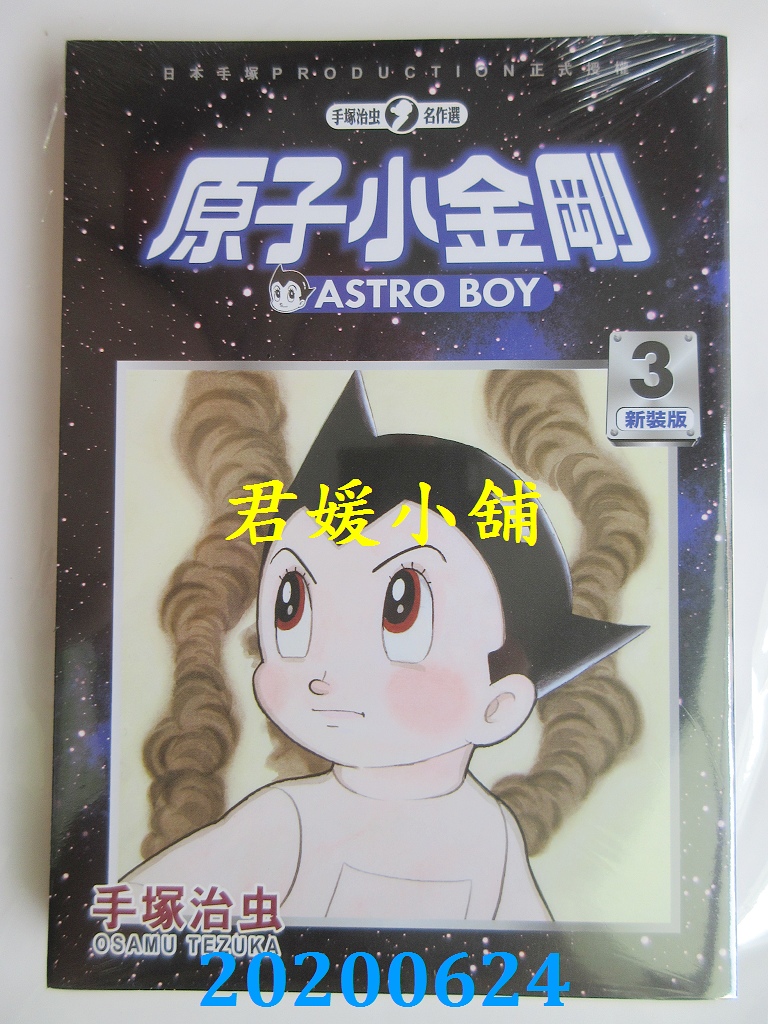 日本手塚PRODUCTION正式授權
手塚治虫 名作選
原子小金剛
ASTRO BOY
3
新裝版
君媛小舖
手塚治虫
OSAMU TEZUKA
20200624